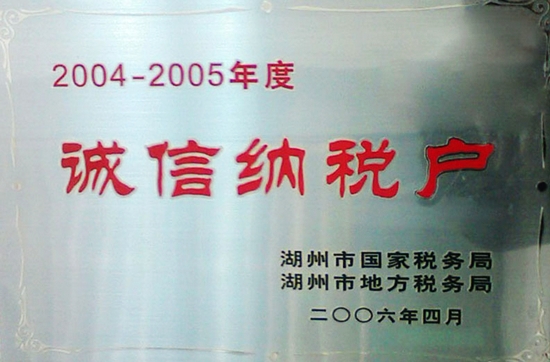 2004-2005年度
诚信纳税户
湖州市国家税务局
湖州市地方税务局
二〇〇六年四月